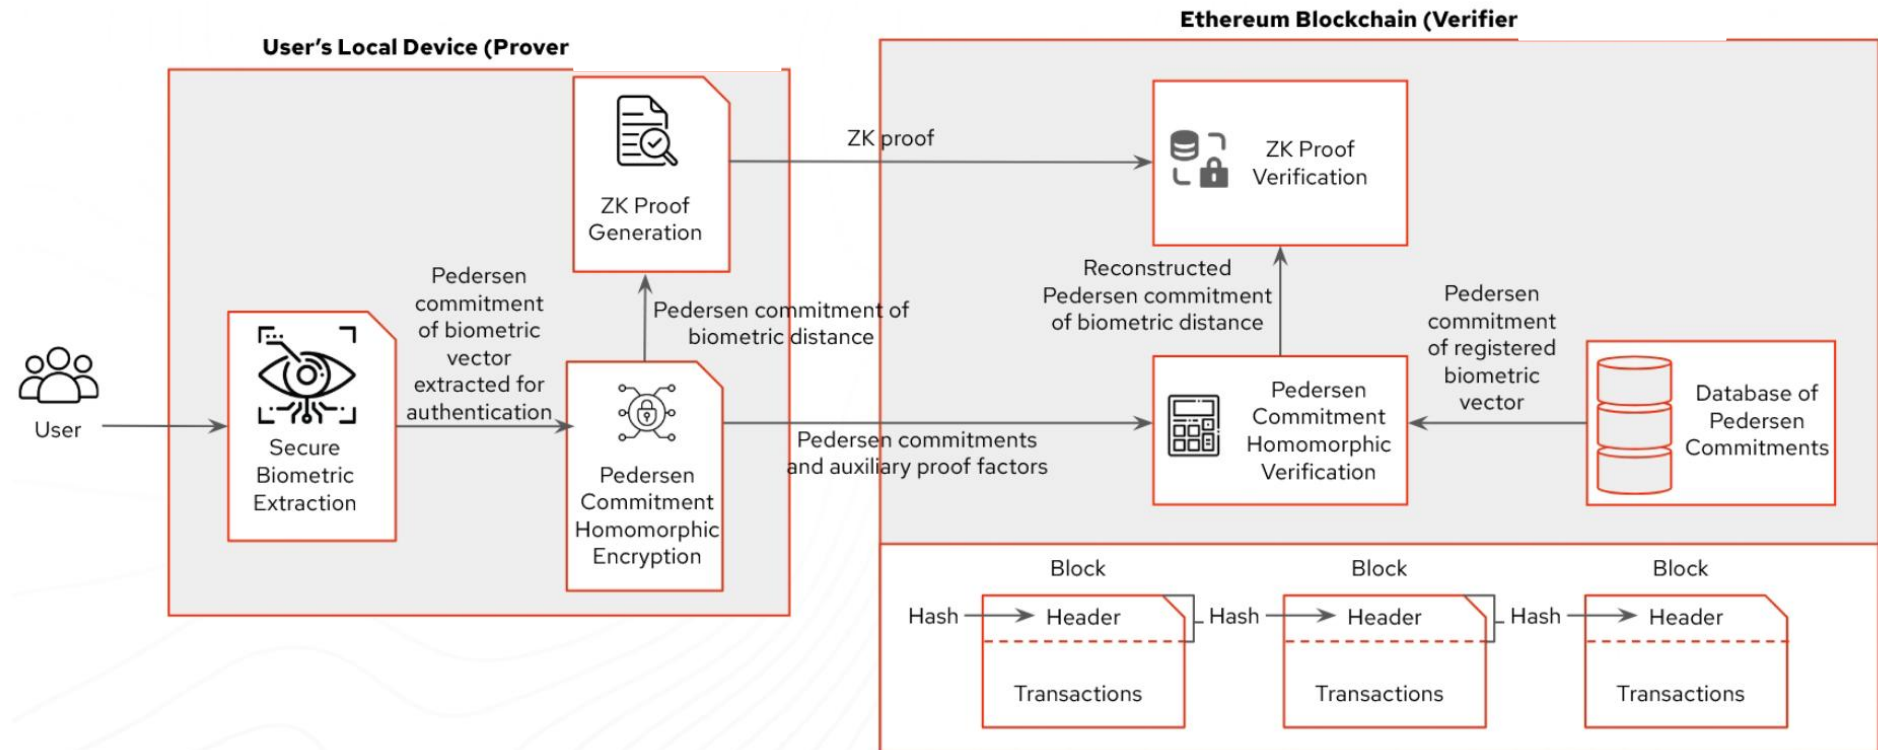 Ethereum Blockchain (Verifier
User's Local Device (Prover
ZK Proof
Generation
ZK proof
ZK Proof
Verification
Pedersen
commitment
of biometric
vector
extracted for
authentication
Pedersen commitment of
biometric distance
Reconstructed
Pedersen commitment
of biometric distance
Pedersen
commitment
of registered
biometric
vector
User
Secure
Biometric
Extraction
Pedersen
Commitment
Homomorphic
Encryption
Pedersen commitments
and auxiliary proof factors
Pedersen
Commitment
Homomorphic
Verification
Database of
Pedersen
Commitments
Block
Block
Block
Hash
Header
Hash
Header
Hash
Header
Transactions
Transactions
Transactions